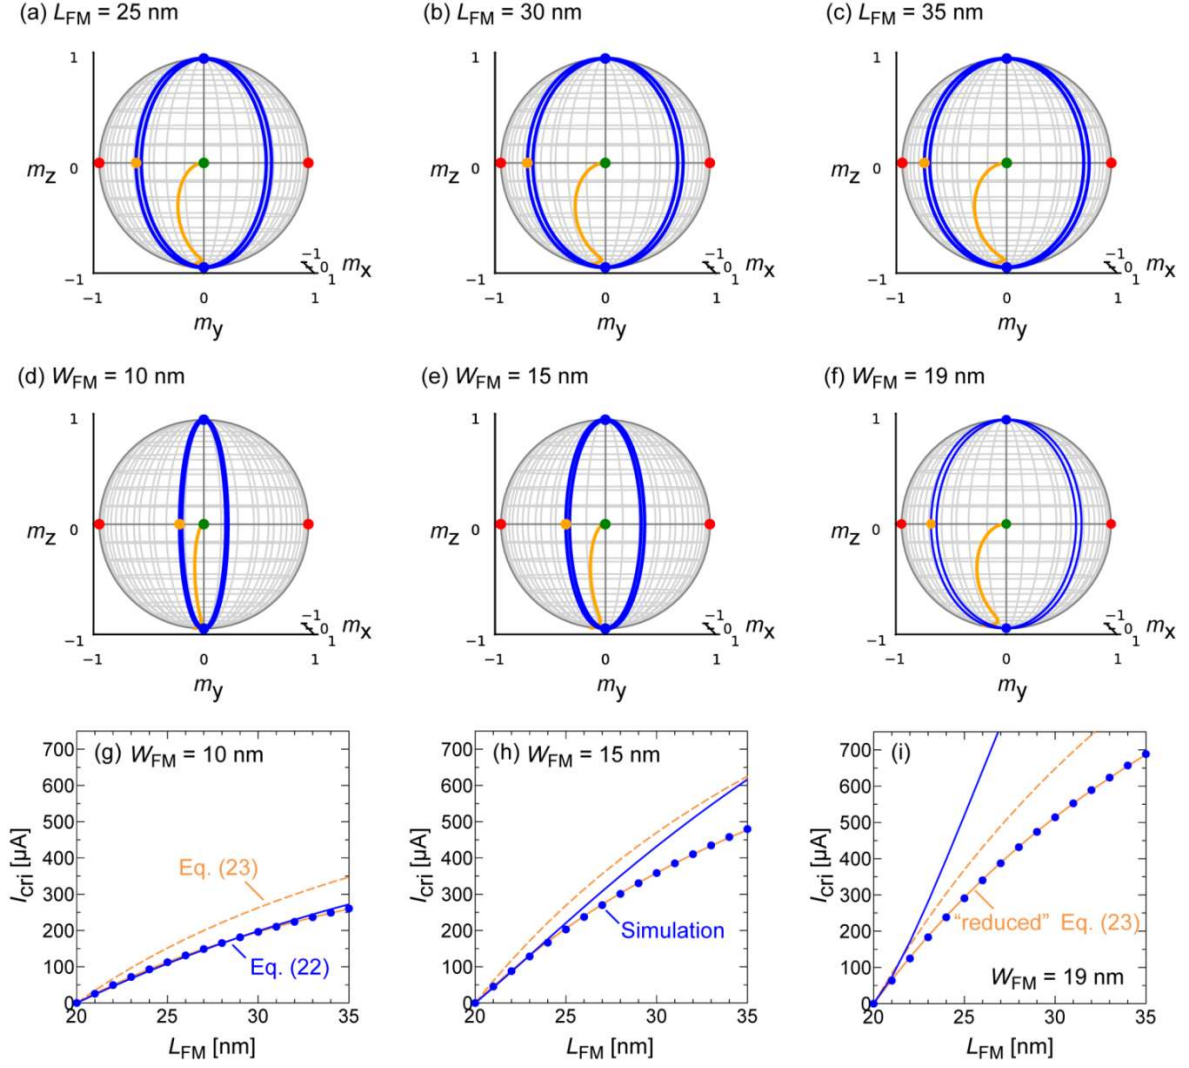 (a) L_FM = 25 nm
(b) L_FM = 30 nm
(c) L_FM = 35 nm
1
1
1
m_z 0
m_z 0
m_z 0
−1
0 m_x
1
−1
0 m_x
1
−1
0 m_x
1
−1
−1
−1
−1 0 1
−1 0 1
−1 0 1
m_y
m_y
m_y
(d) W_FM = 10 nm
(e) W_FM = 15 nm
(f) W_FM = 19 nm
1
1
1
m_z 0
m_z 0
m_z 0
−1
0 m_x
1
−1
0 m_x
1
−1
0 m_x
1
−1
−1
−1
−1 0 1
−1 0 1
−1 0 1
m_y
m_y
m_y
(g) W_FM = 10 nm
700
600
500
400
300
200
100
0
I_cri [µA]
Eq. (23)
Eq. (22)
20 25 30 35
L_FM [nm]
(h) W_FM = 15 nm
700
600
500
400
300
200
100
0
I_cri [µA]
Simulation
20 25 30 35
L_FM [nm]
(i)
700
600
500
400
300
200
100
0
I_cri [µA]
"reduced" Eq. (23)
W_FM = 19 nm
20 25 30 35
L_FM [nm]